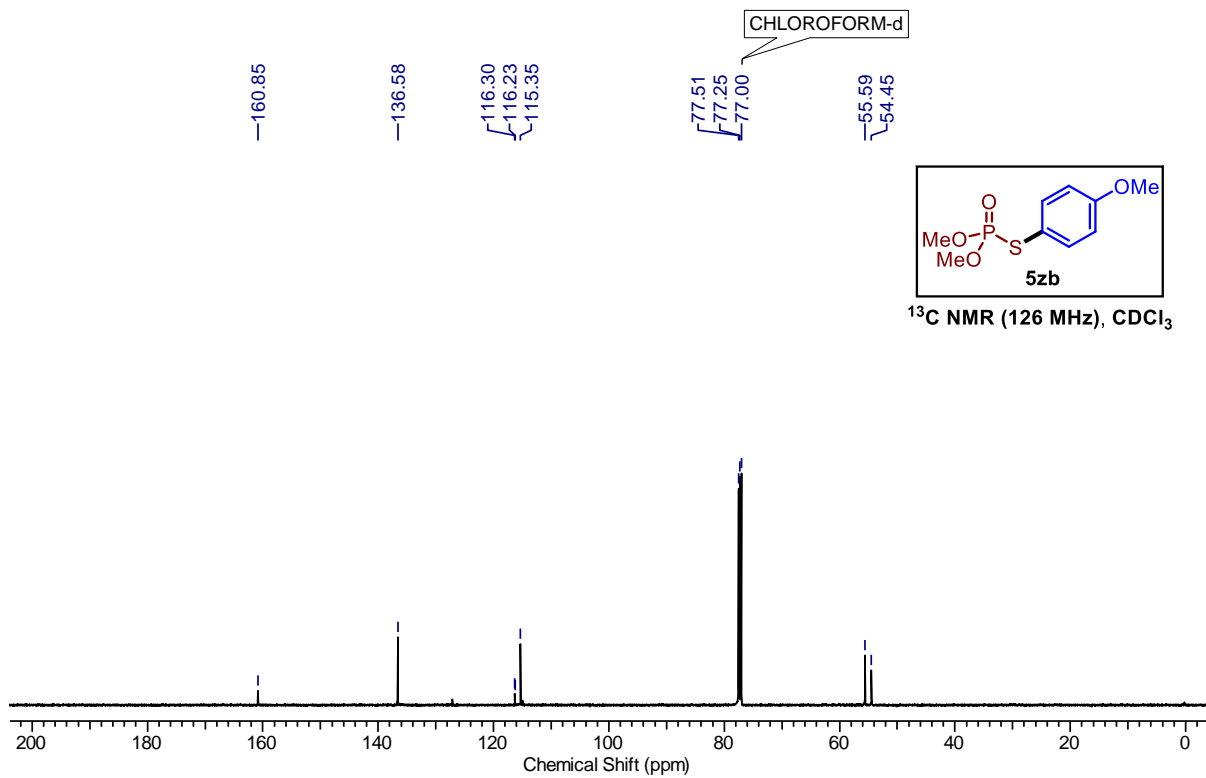 CHLOROFORM-d
160.85
136.58
116.30
116.23
115.35
77.51
77.25
77.00
55.59
54.45
OMe
O
P
MeO
S
MeO
5zb
¹³C NMR (126 MHz), CDCl₃
200 180 160 140 120 100 80 60 40 20 0
Chemical Shift (ppm)